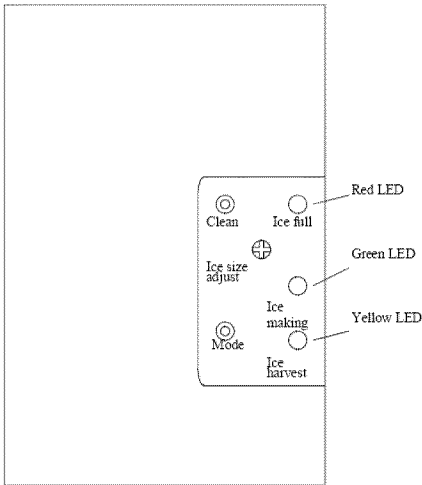 Red LED
Clean
Ice full
Green LED
Ice size
adjust
Ice
making
Yellow LED
Mode
Ice
harvest